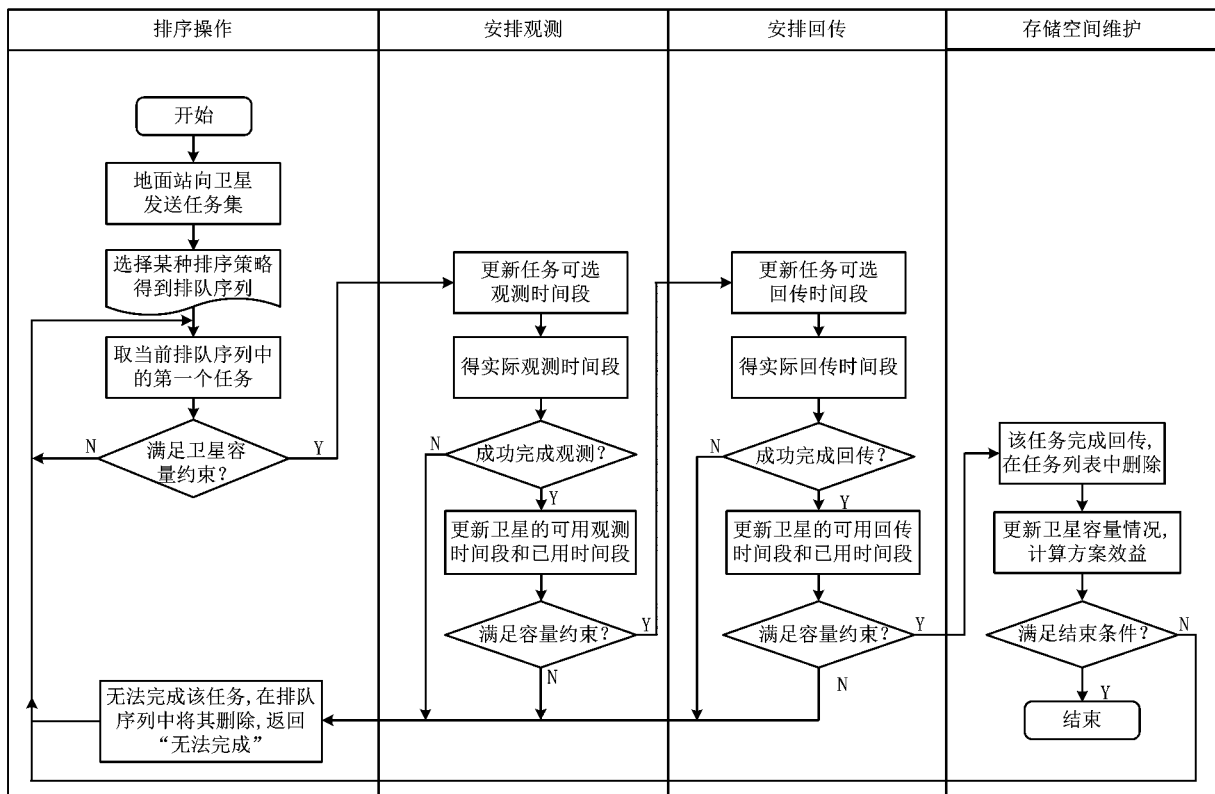 排序操作
安排观测
安排回传
存储空间维护
开始
地面站向卫星
发送任务集
选择某种排序策略
得到排队序列
取当前排队序列中
的第一个任务
N
满足卫星容
量约束?
Y
无法完成该任务,在排队
序列中将其删除,返回
“无法完成”
更新任务可选
观测时间段
得实际观测时间段
N
成功完成观测?
Y
更新卫星的可用观测
时间段和已用时间段
满足容量约束?
Y
N
更新任务可选
回传时间段
得实际回传时间段
N
成功完成回传?
Y
更新卫星的可用回传
时间段和已用时间段
满足容量约束?
Y
N
该任务完成回传,
在任务列表中删除
更新卫星容量情况,
计算方案效益
满足结束条件?
N
Y
结束